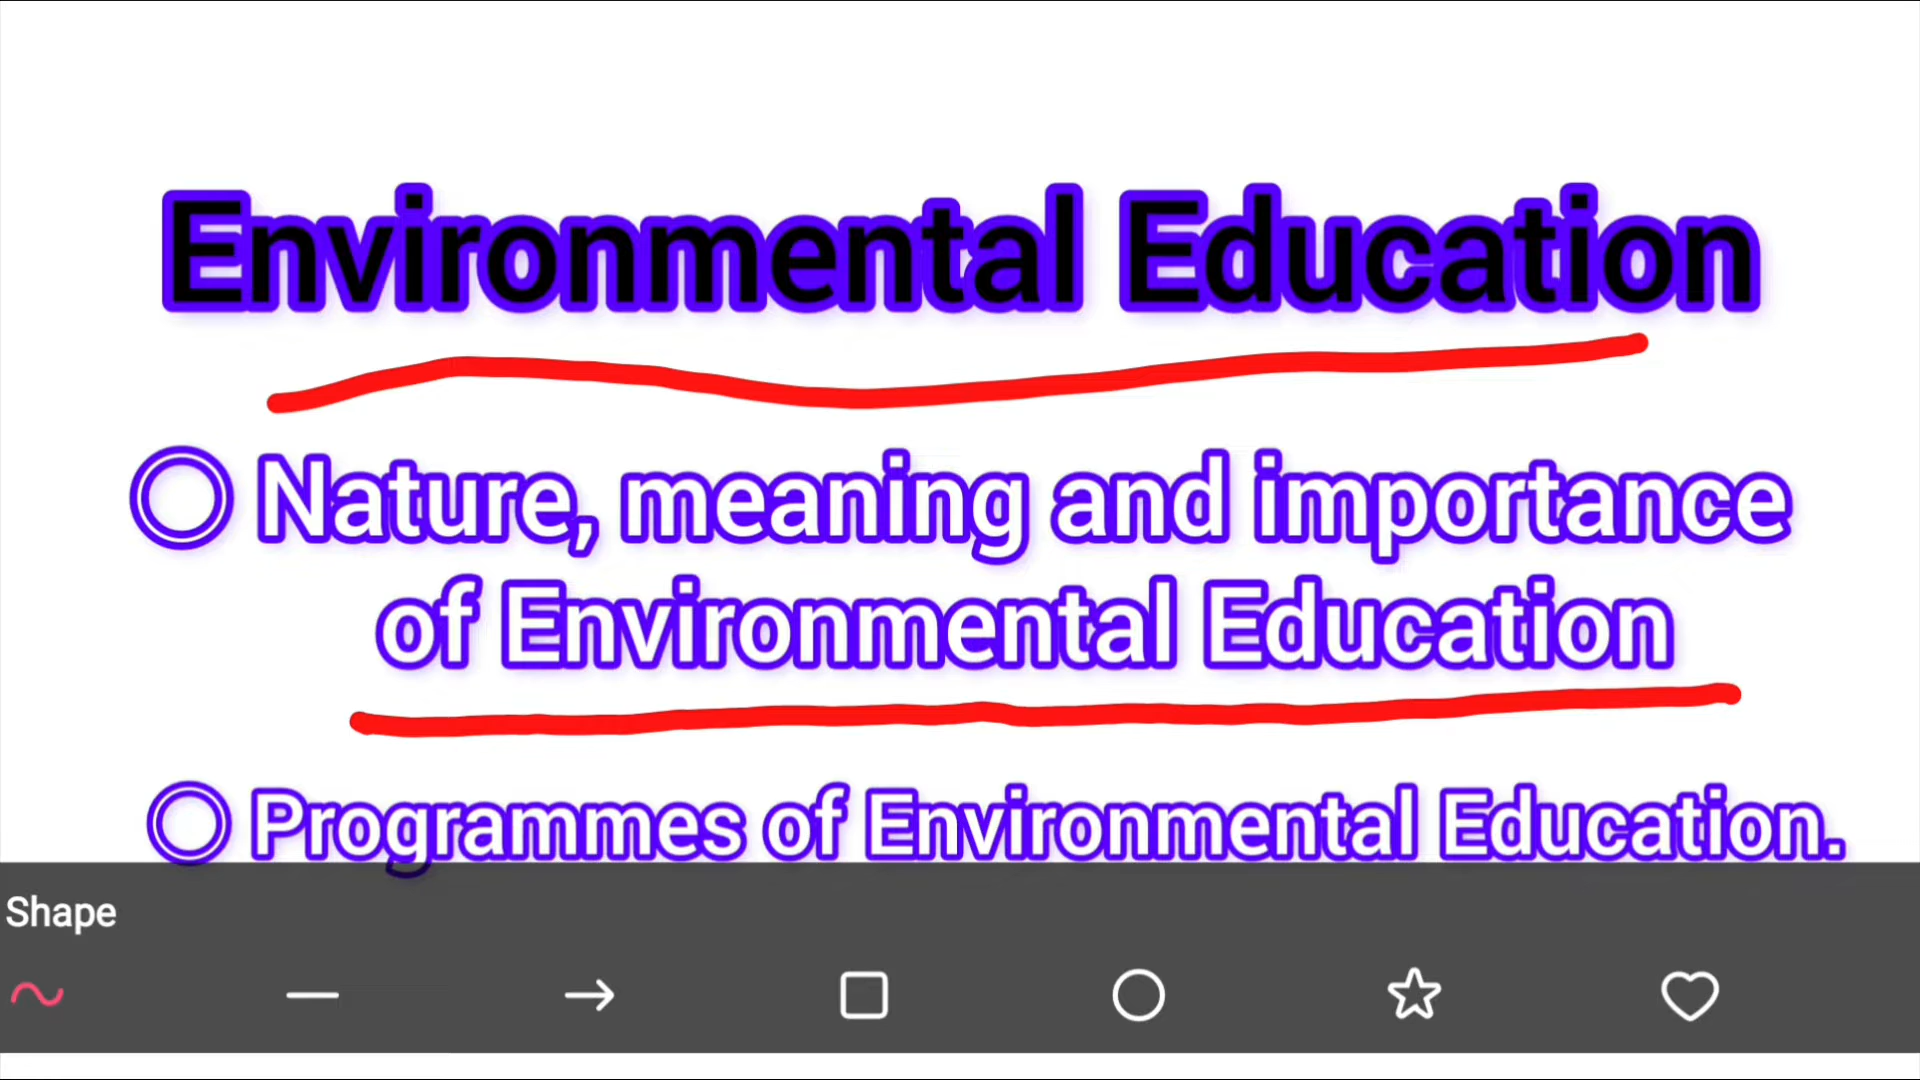 Environmental Education
Nature, meaning and importance
of Environmental Education
Programmes of Environmental Education.
Shape